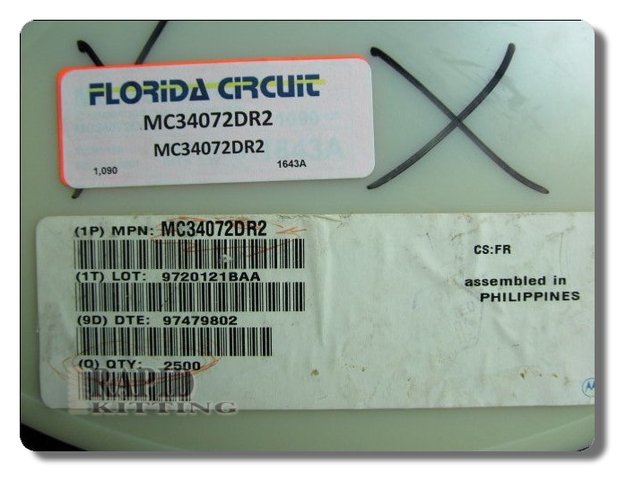 FLORIDA CIRCUIT
MC34072DR2
MC34072DR2
1,090 1643A
(1P) MPN: MC34072DR2
CS:FR
(1T) LOT: 9720121BAA
assembled in
PHILIPPINES
(9D) DTE: 97479802
(Q) QTY: 2500
RAPID
KITTING